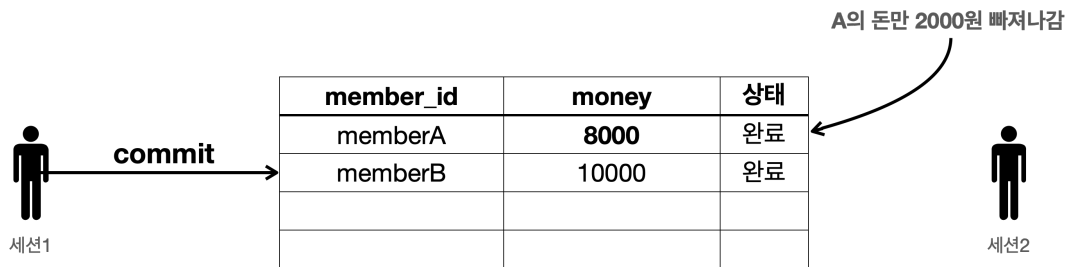 A의 돈만 2000원 빠져나감
member_id money 상태
memberA 8000 완료
commit
memberB 10000 완료
세션1
세션2